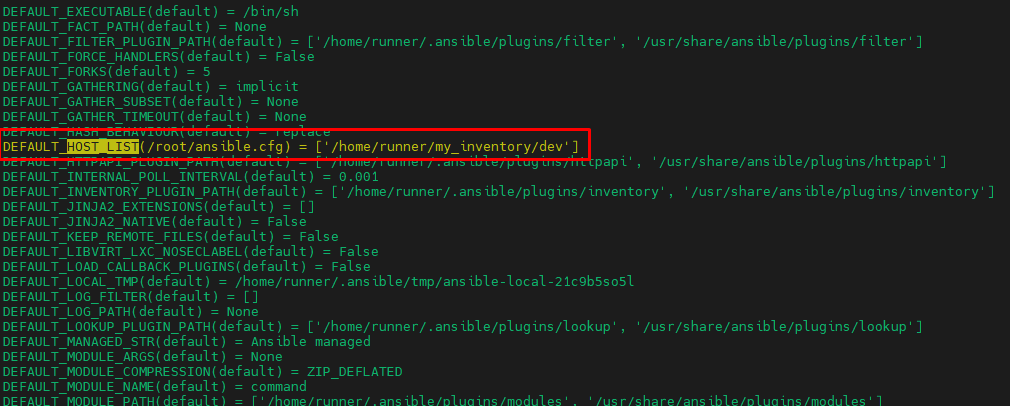 DEFAULT_EXECUTABLE(default) = /bin/sh
DEFAULT_FACT_PATH(default) = None
DEFAULT_FILTER_PLUGIN_PATH(default) = ['/home/runner/.ansible/plugins/filter', '/usr/share/ansible/plugins/filter']
DEFAULT_FORCE_HANDLERS(default) = False
DEFAULT_FORKS(default) = 5
DEFAULT_GATHERING(default) = implicit
DEFAULT_GATHER_SUBSET(default) = None
DEFAULT_GATHER_TIMEOUT(default) = None
DEFAULT_HASH_BEHAVIOUR(default) = replace
DEFAULT_HOST_LIST(/root/ansible.cfg) = ['/home/runner/my_inventory/dev']
DEFAULT_HTTPAPI_PLUGIN_PATH(default) = ['/home/runner/.ansible/plugins/httpapi', '/usr/share/ansible/plugins/httpapi']
DEFAULT_INTERNAL_POLL_INTERVAL(default) = 0.001
DEFAULT_INVENTORY_PLUGIN_PATH(default) = ['/home/runner/.ansible/plugins/inventory', '/usr/share/ansible/plugins/inventory']
DEFAULT_JINJA2_EXTENSIONS(default) = []
DEFAULT_JINJA2_NATIVE(default) = False
DEFAULT_KEEP_REMOTE_FILES(default) = False
DEFAULT_LIBVIRT_LXC_NOSECLABEL(default) = False
DEFAULT_LOAD_CALLBACK_PLUGINS(default) = False
DEFAULT_LOCAL_TMP(default) = /home/runner/.ansible/tmp/ansible-local-21c9b5so5l
DEFAULT_LOG_FILTER(default) = []
DEFAULT_LOG_PATH(default) = None
DEFAULT_LOOKUP_PLUGIN_PATH(default) = ['/home/runner/.ansible/plugins/lookup', '/usr/share/ansible/plugins/lookup']
DEFAULT_MANAGED_STR(default) = Ansible managed
DEFAULT_MODULE_ARGS(default) = None
DEFAULT_MODULE_COMPRESSION(default) = ZIP_DEFLATED
DEFAULT_MODULE_NAME(default) = command
DEFAULT_MODULE_PATH(default) = ['/home/runner/.ansible/plugins/modules', '/usr/share/ansible/plugins/modules']